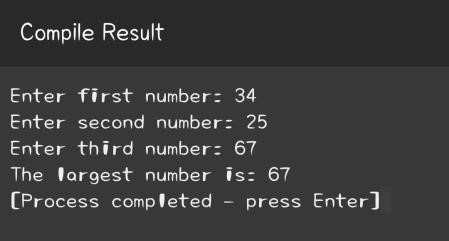 Compile Result
Enter first number: 34
Enter second number: 25
Enter third number: 67
The largest number is: 67
[Process completed - press Enter]